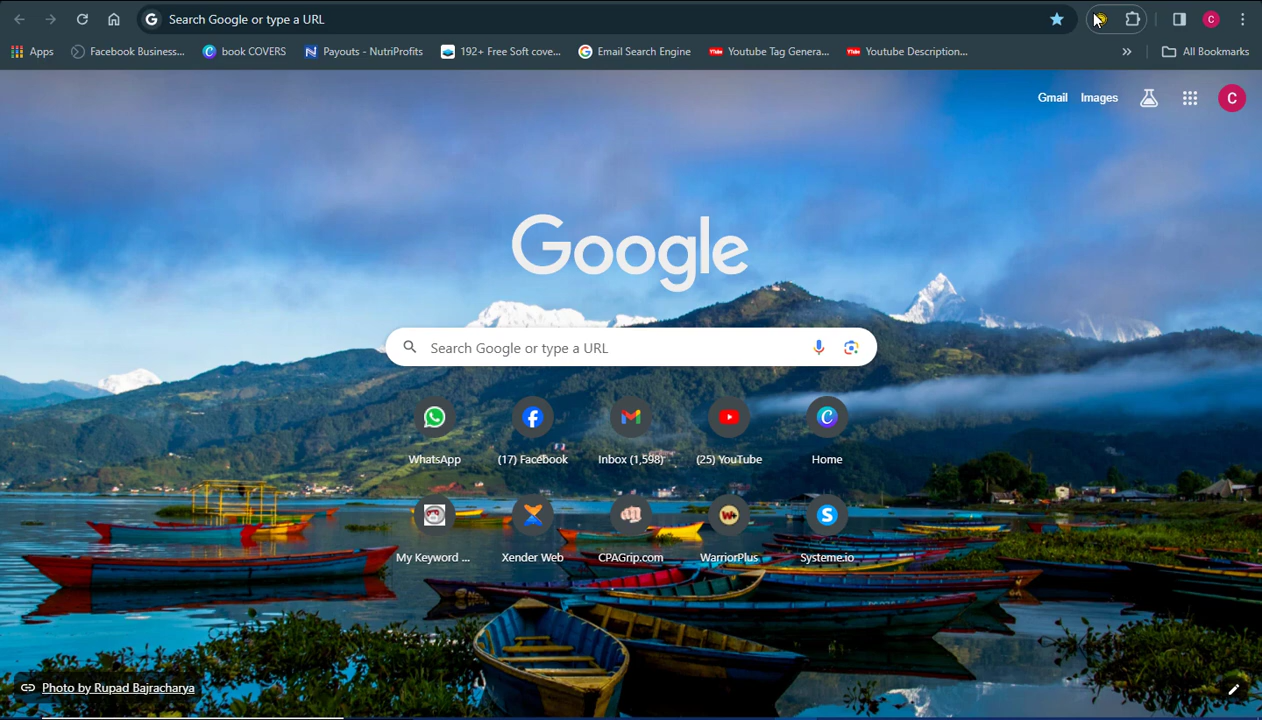 Search Google or type a URL
Apps
Facebook Business...
book COVERS
Payouts - NutriProfits
192+ Free Soft cove...
Email Search Engine
Youtube Tag Genera...
Youtube Description...
»
All Bookmarks
Gmail
Images
C
C
Google
Search Google or type a URL
WhatsApp
(17) Facebook
Inbox (1,598)
(25) YouTube
Home
My Keyword ...
Xender Web
CPAGrip.com
WarriorPlus
Systeme.io
Photo by Rupad Bajracharya